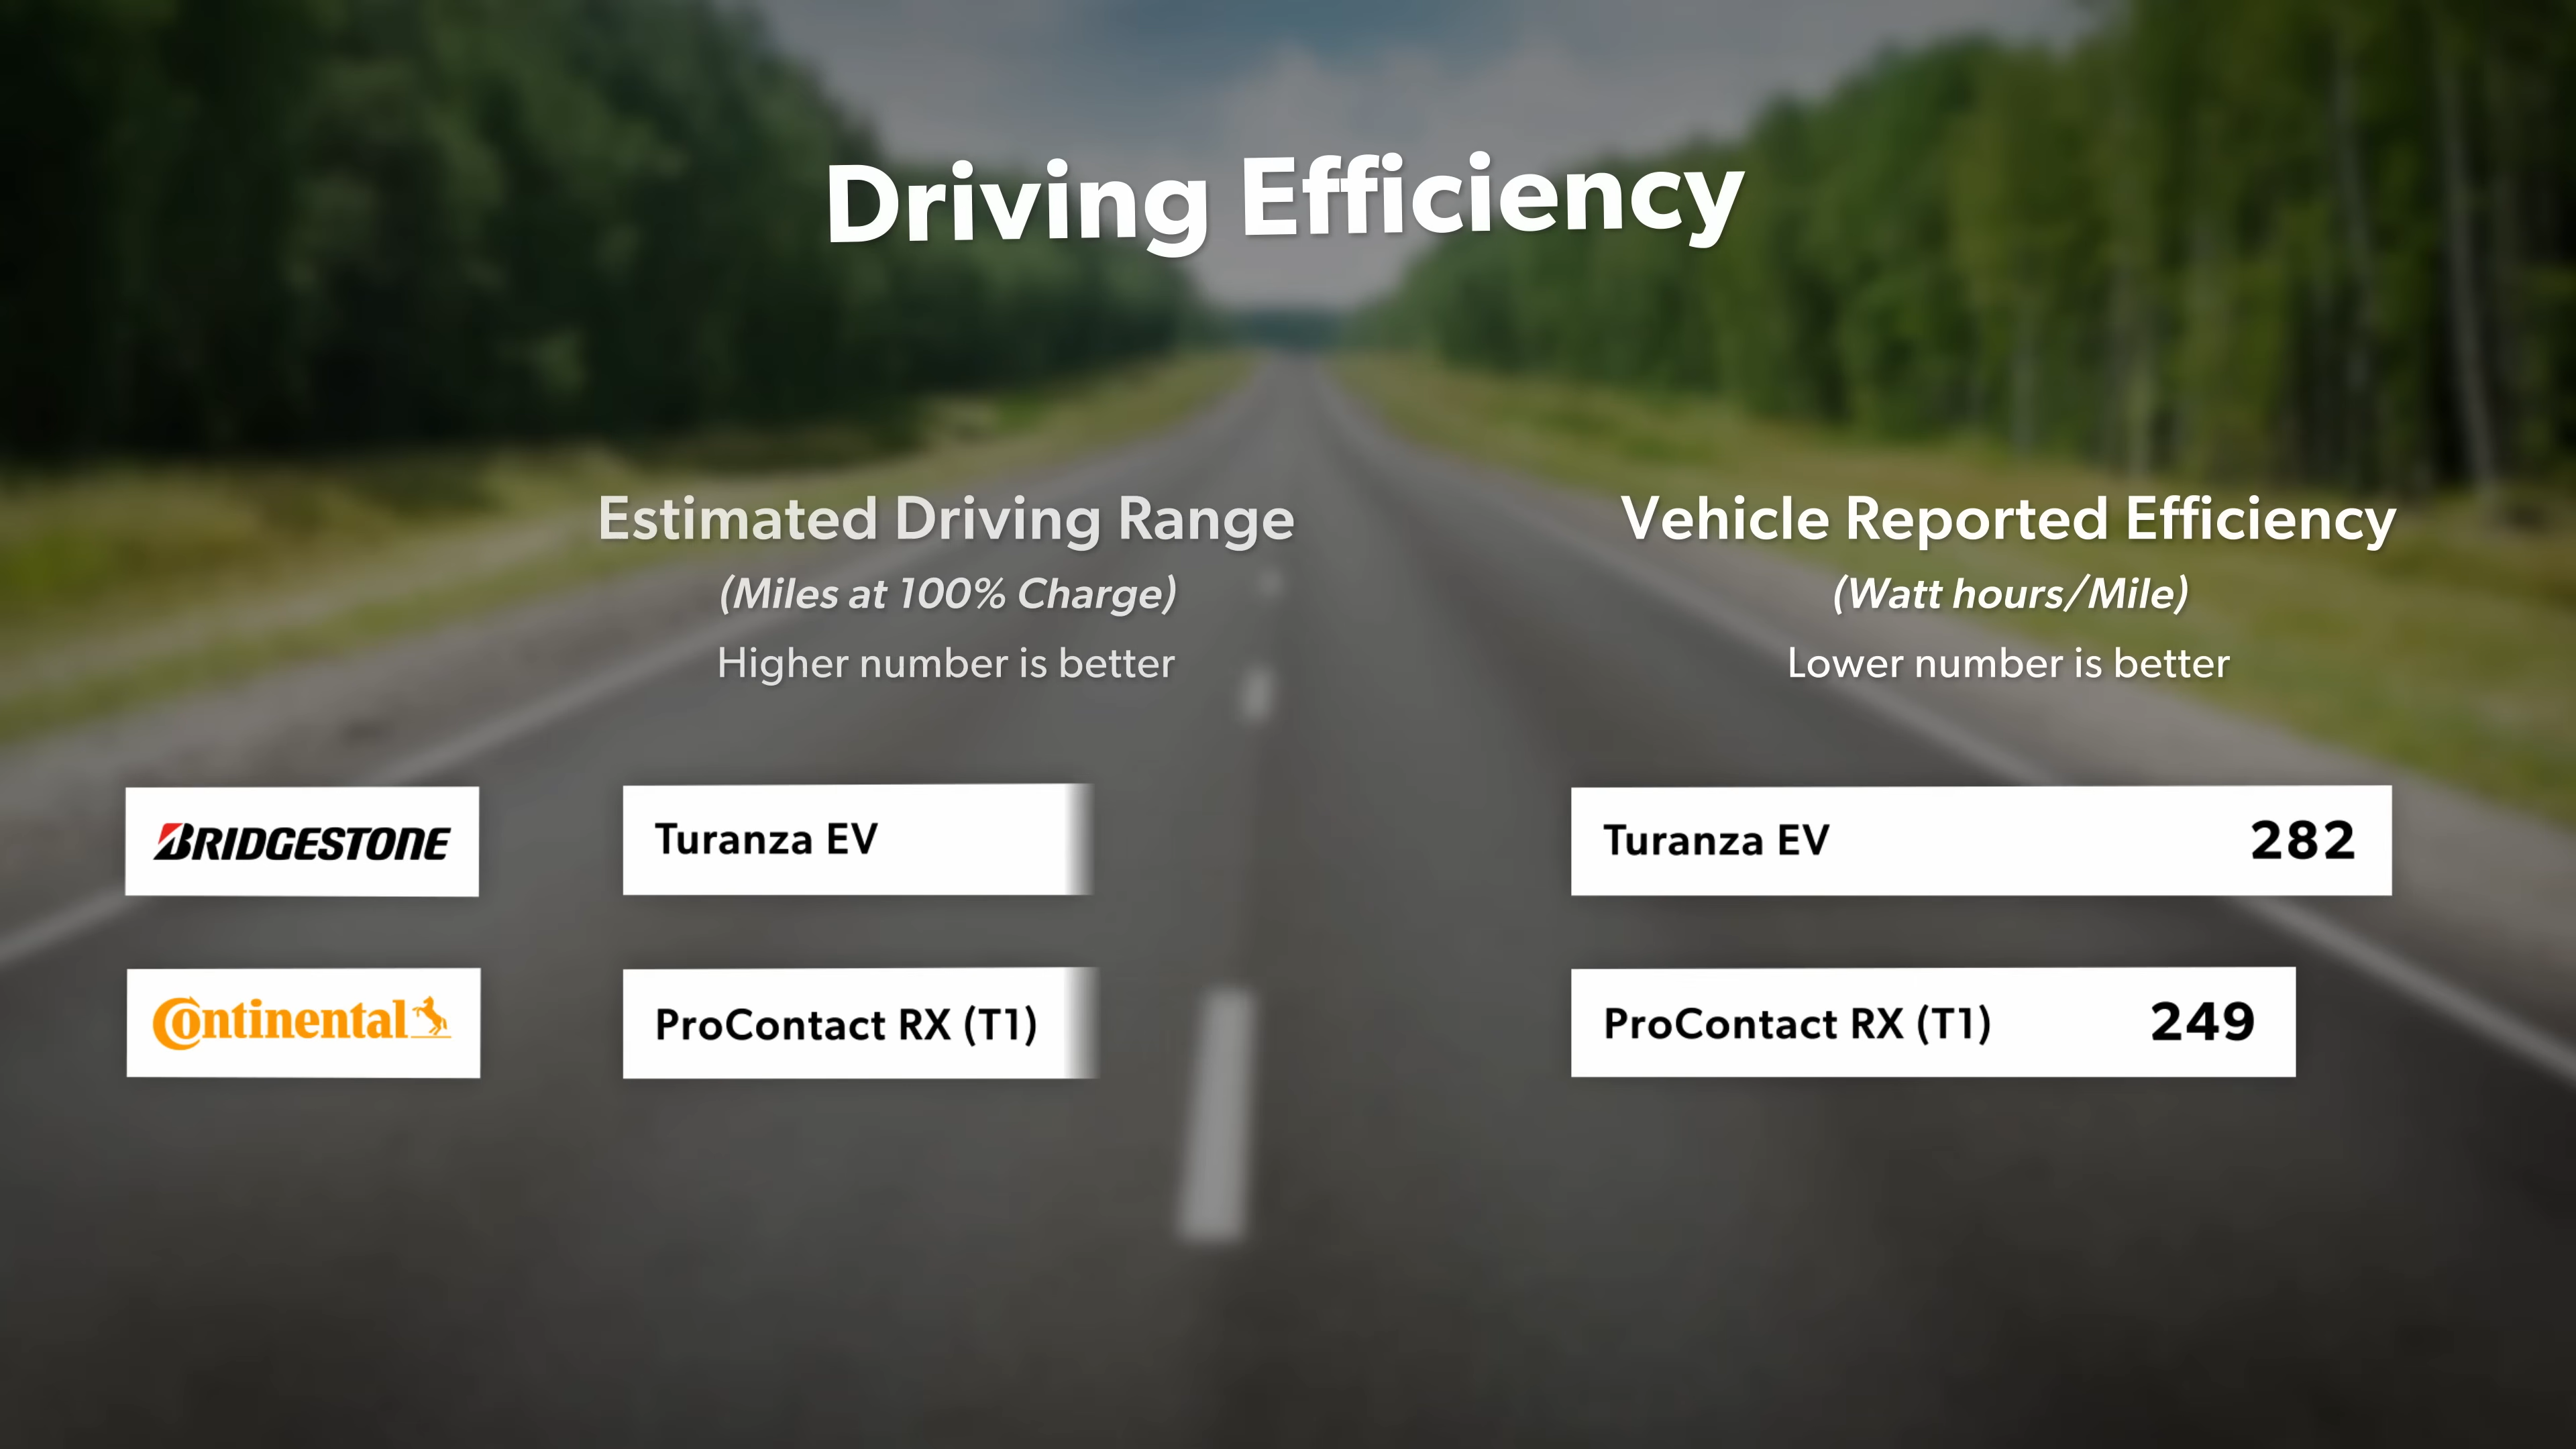 Driving Efficiency
Estimated Driving Range
(Miles at 100% Charge)
Higher number is better
Vehicle Reported Efficiency
(Watt hours/Mile)
Lower number is better
BRIDGESTONE
Turanza EV
Turanza EV 282
Continental
ProContact RX (T1)
ProContact RX (T1) 249